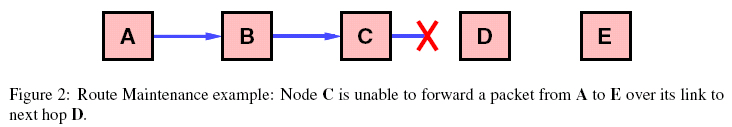 A B C D E
Figure 2: Route Maintenance example: Node C is unable to forward a packet from A to E over its link to
next hop D.